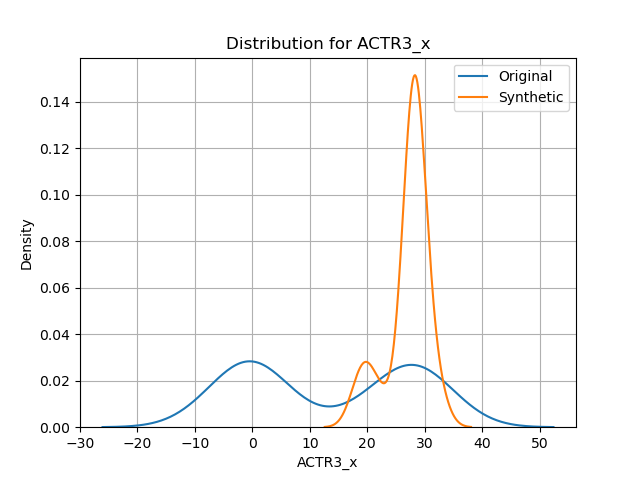 Distribution for ACTR3_x
Original
Synthetic
Density
0.14
0.12
0.10
0.08
0.06
0.04
0.02
0.00
−30 −20 −10 0 10 20 30 40 50
ACTR3_x